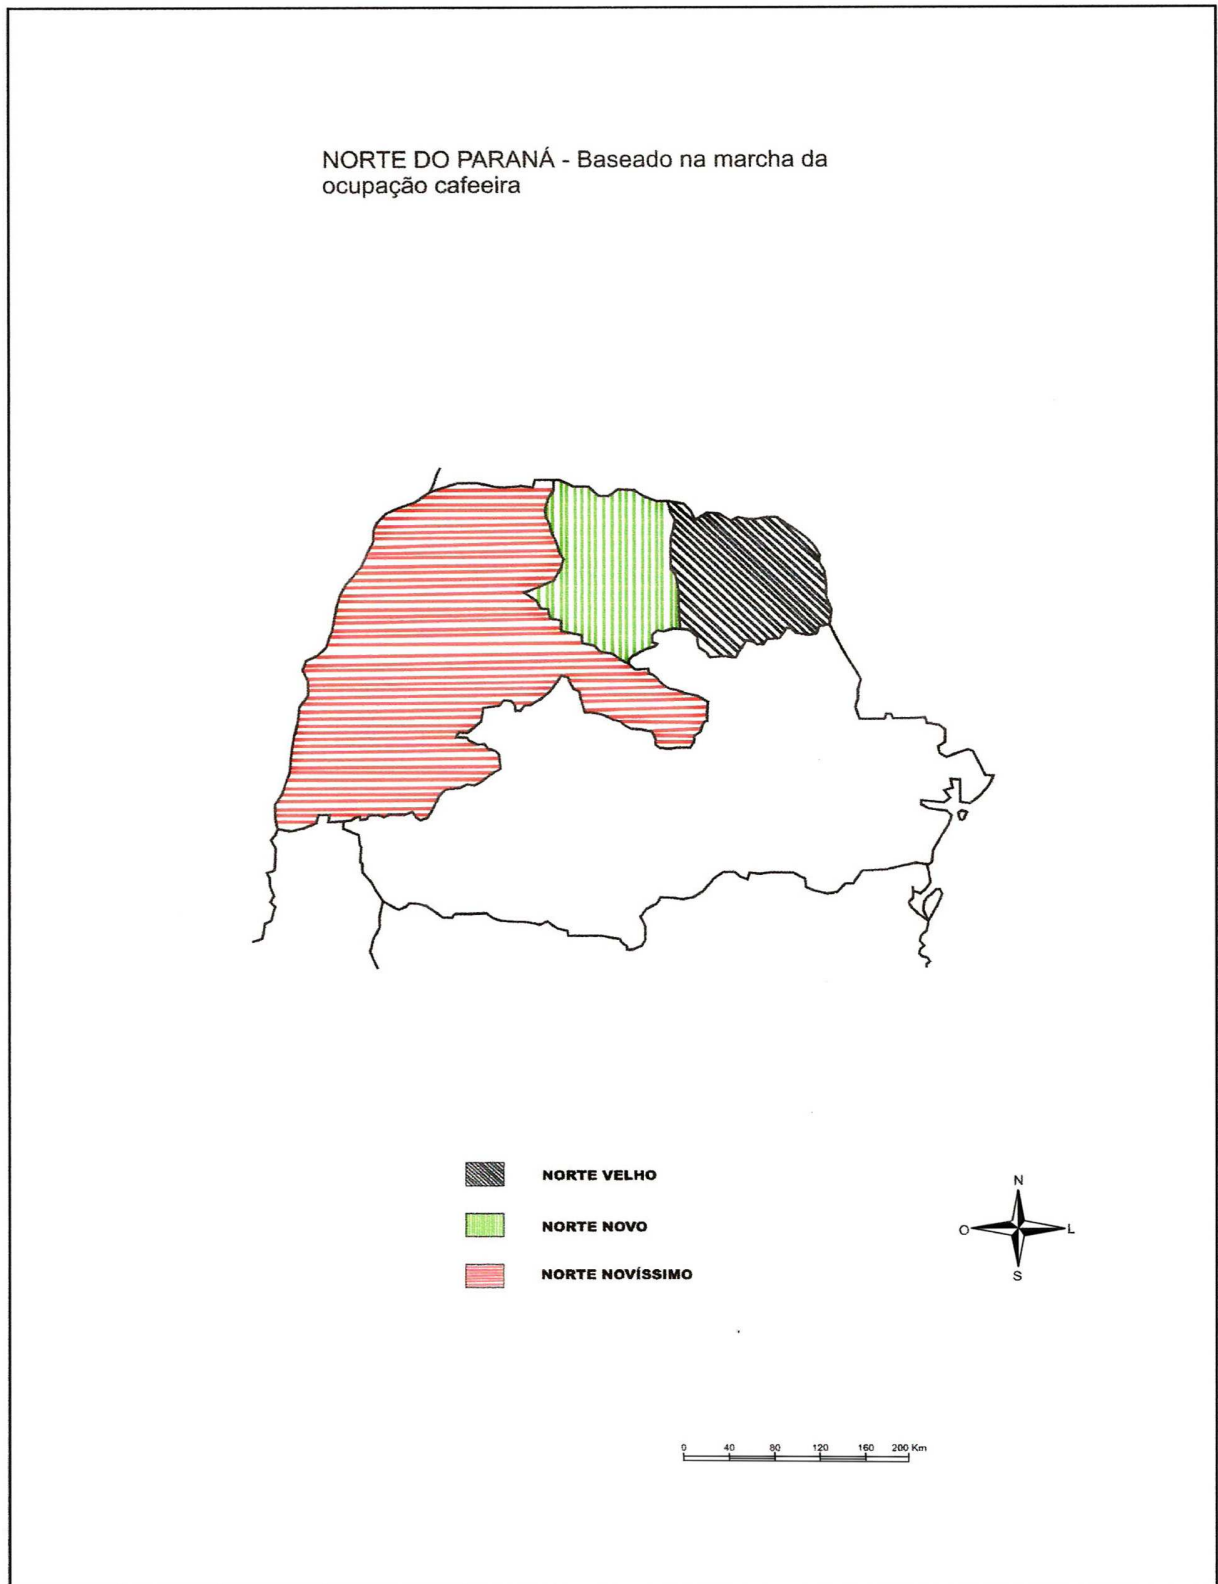 NORTE DO PARANÁ - Baseado na marcha da
ocupação cafeeira
NORTE VELHO
NORTE NOVO
NORTE NOVÍSSIMO
N
O
L
S
0 40 80 120 160 200 Km